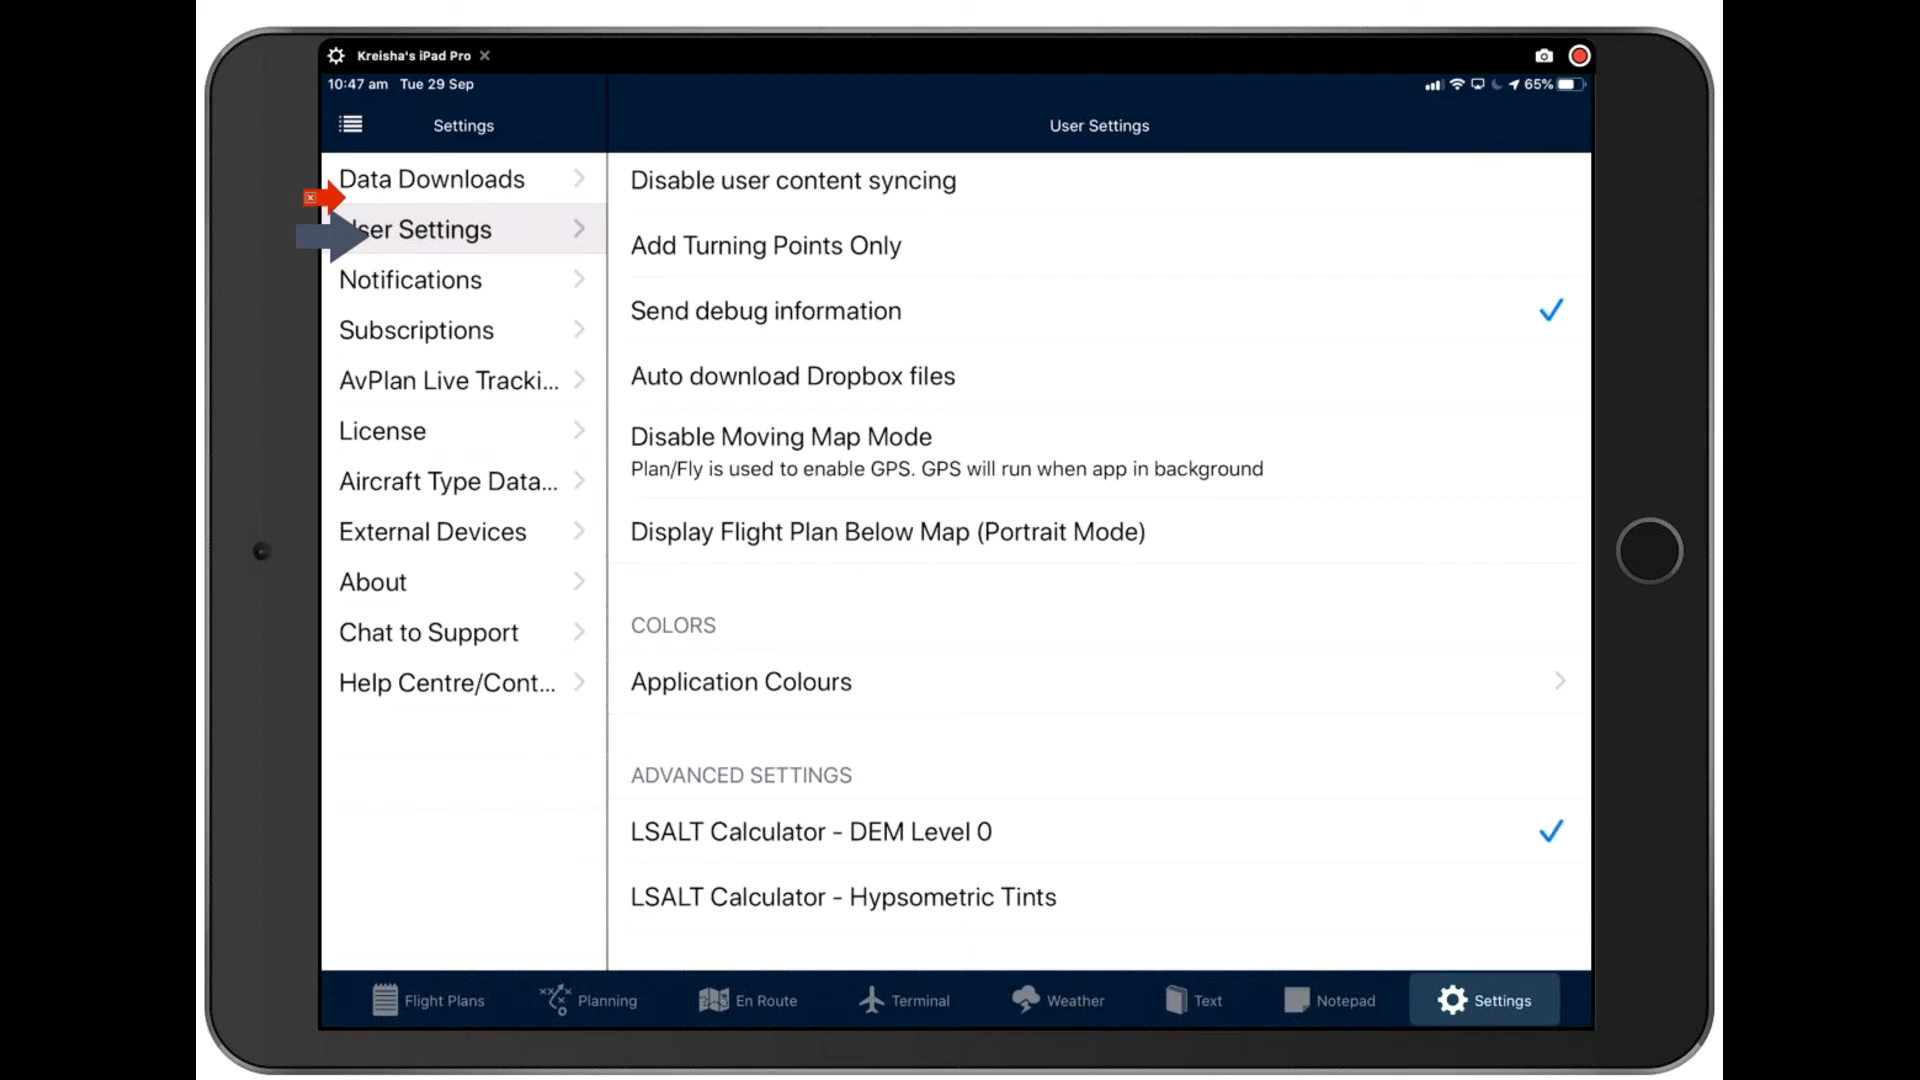 Kreisha's iPad Pro
10:47 am Tue 29 Sep
65%
Settings
User Settings
Data Downloads
User Settings
Notifications
Subscriptions
AvPlan Live Tracki...
License
Aircraft Type Data...
External Devices
About
Chat to Support
Help Centre/Cont...
Disable user content syncing
Add Turning Points Only
Send debug information
Auto download Dropbox files
Disable Moving Map Mode
Plan/Fly is used to enable GPS. GPS will run when app in background
Display Flight Plan Below Map (Portrait Mode)
COLORS
Application Colours
ADVANCED SETTINGS
LSALT Calculator - DEM Level 0
LSALT Calculator - Hypsometric Tints
Flight Plans
Planning
En Route
Terminal
Weather
Text
Notepad
Settings